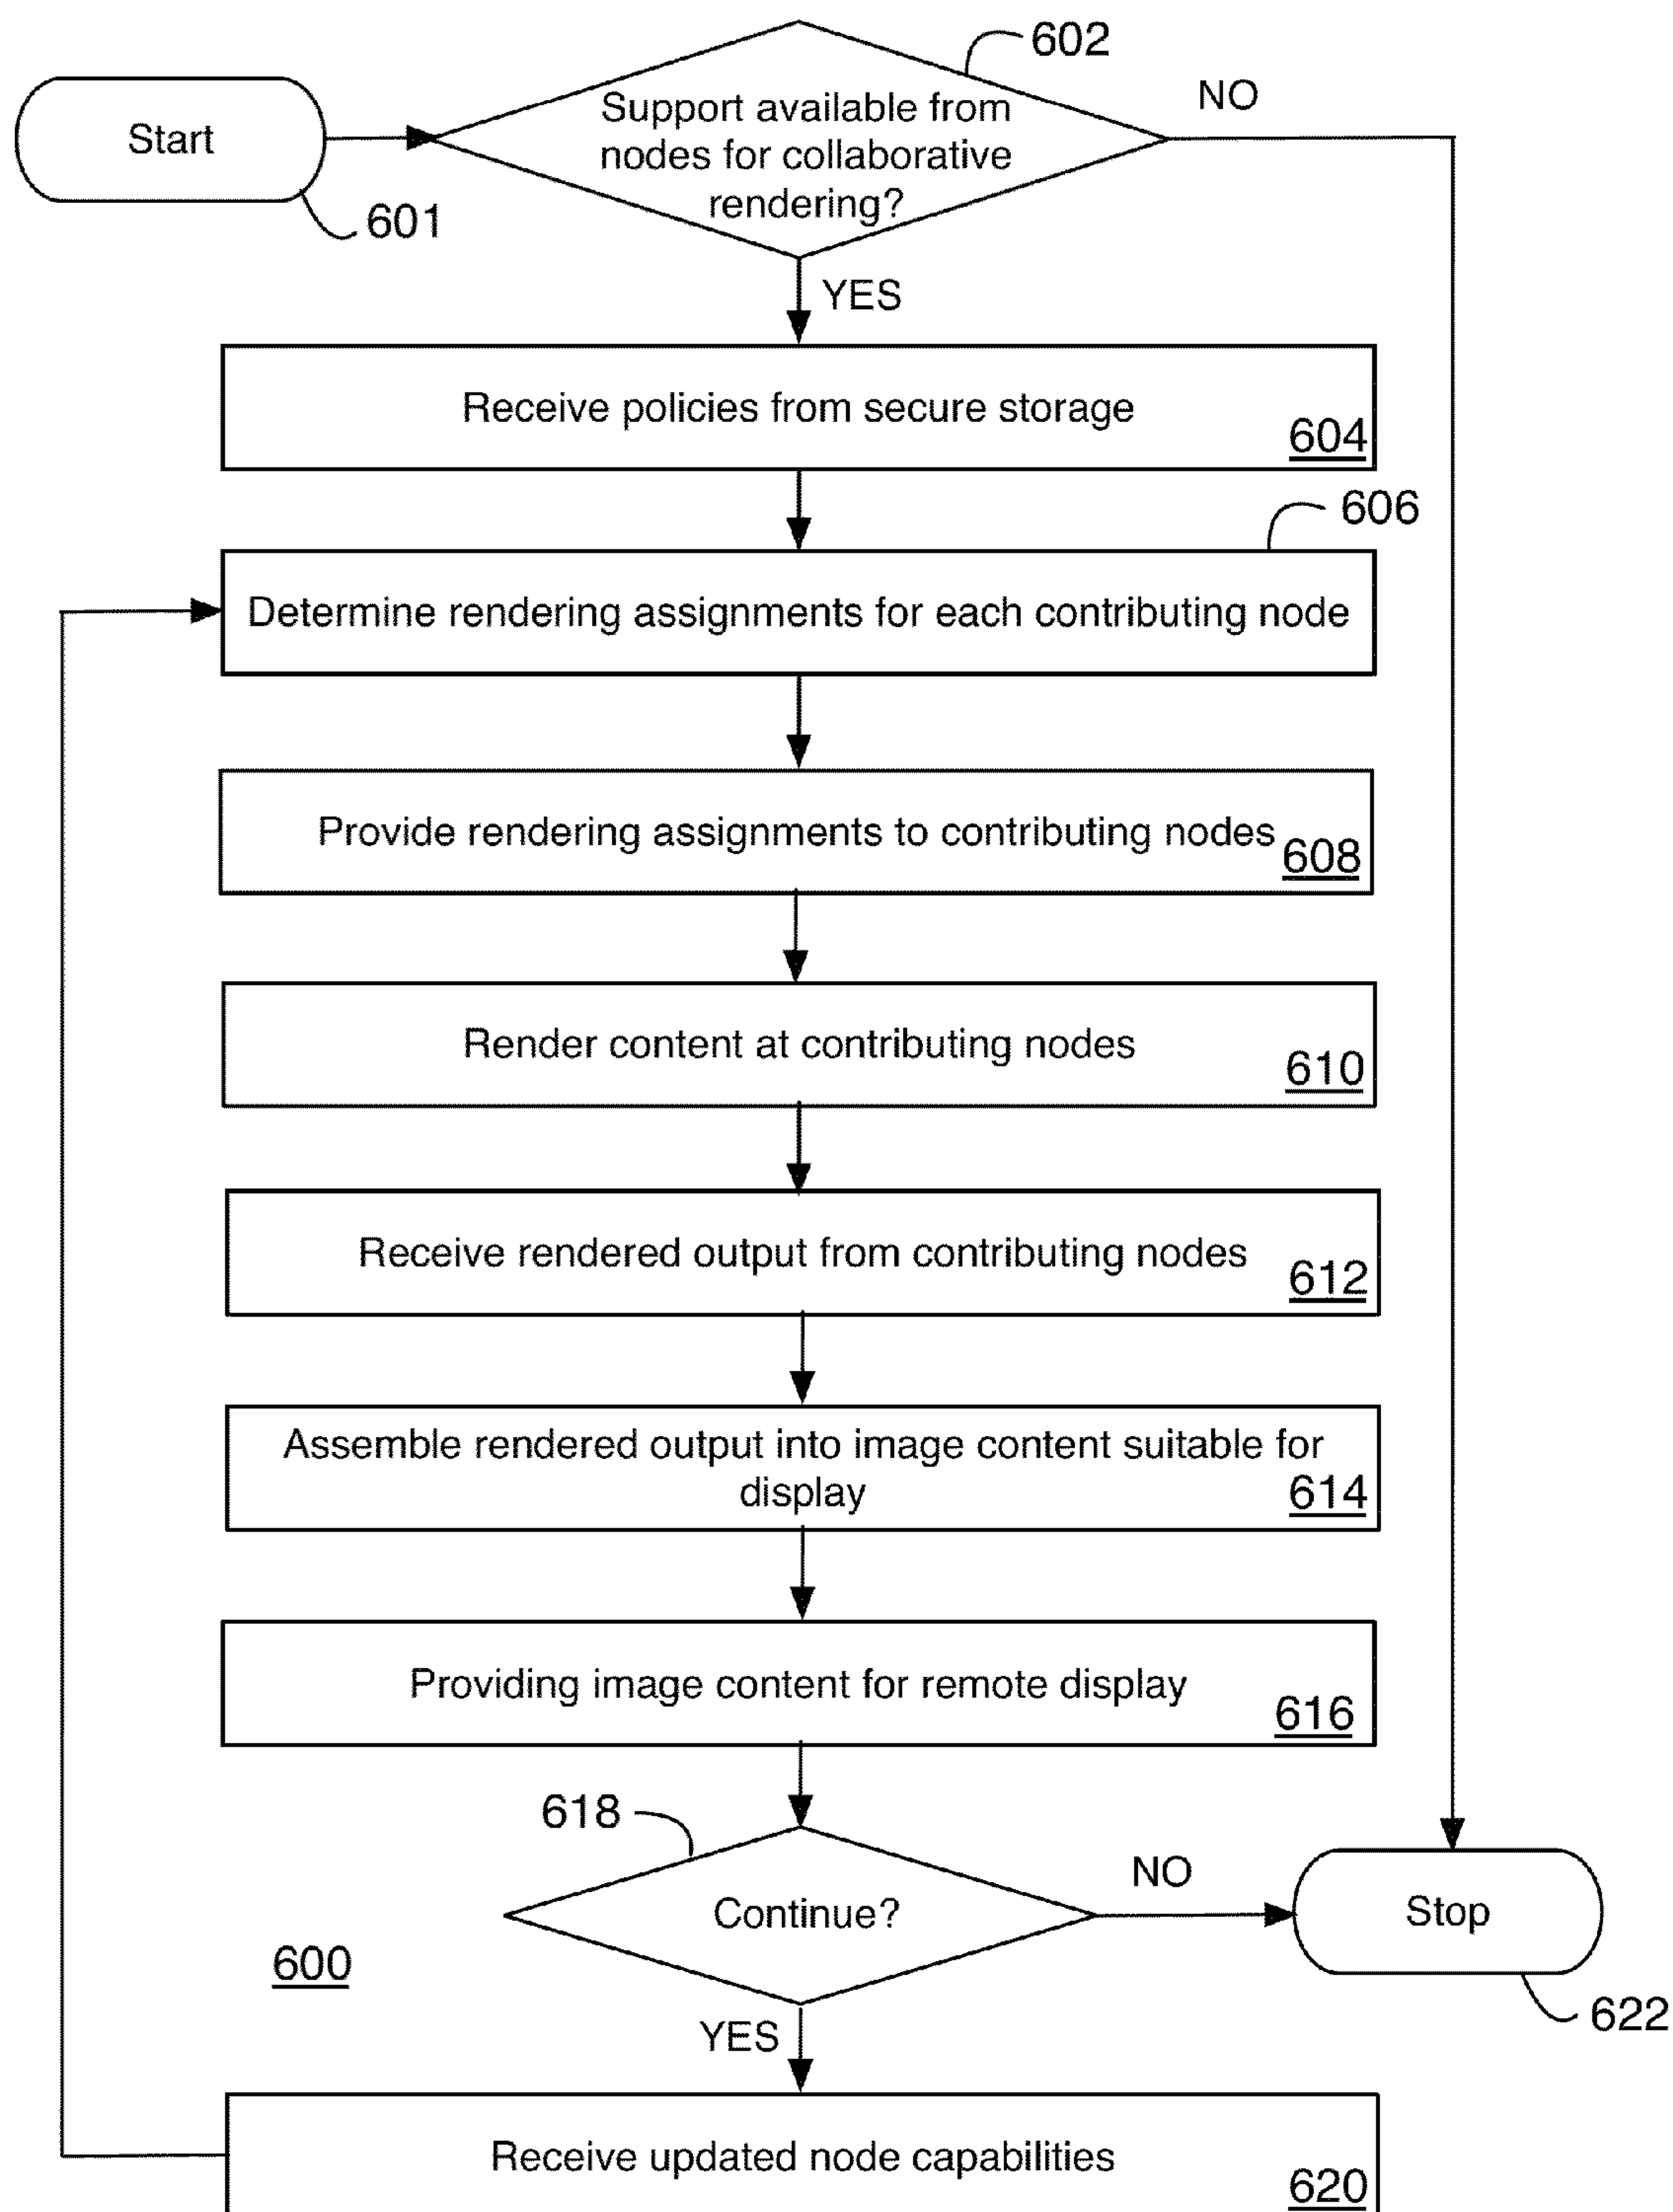 602
Support available from
nodes for collaborative
rendering?
NO
Start
601
YES
Receive policies from secure storage
604
606
Determine rendering assignments for each contributing node
Provide rendering assignments to contributing nodes
608
Render content at contributing nodes
610
Receive rendered output from contributing nodes
612
Assemble rendered output into image content suitable for
display
614
Providing image content for remote display
616
618
Continue?
NO
Stop
600
622
YES
Receive updated node capabilities
620